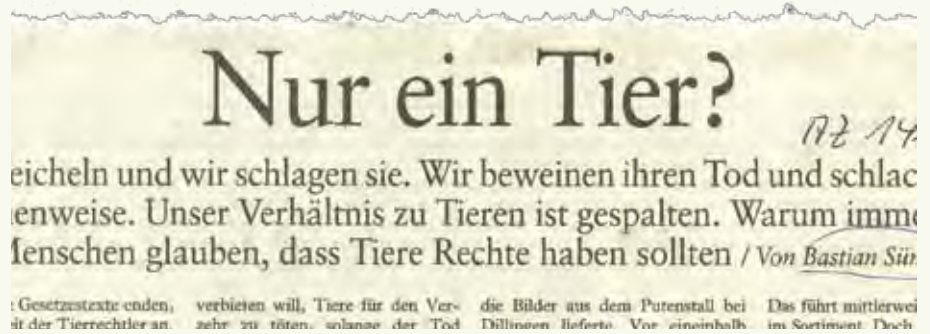 Nur ein Tier?
AZ 14
eicheln und wir schlagen sie. Wir beweinen ihren Tod und schlac
enweise. Unser Verhältnis zu Tieren ist gespalten. Warum imme
Menschen glauben, dass Tiere Rechte haben sollten / Von Bastian Sün
Gesetzestexte enden,
it der Tierrechtler an.
verbieten will, Tiere für den Ver-
zehr zu töten, solange der Tod
die Bilder aus dem Putenstall bei
Dillingen lieferte. Vor eineinhalb
Das führt mittlerwei
im Sortiment. Doch